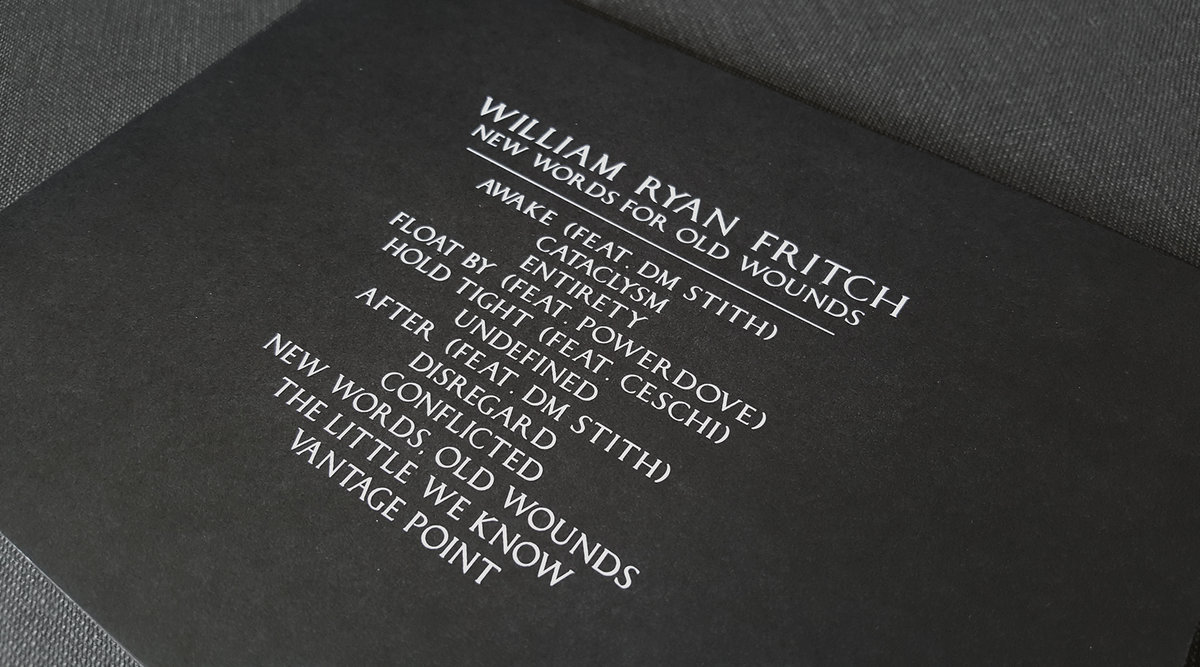 WILLIAM RYAN FRITCH
NEW WORDS FOR OLD WOUNDS
AWAKE (FEAT. DM STITH)
CATACLYSM
ENTIRETY
FLOAT BY (FEAT. POWERDOVE)
HOLD TIGHT (FEAT. CESCHI)
UNDEFINED
AFTER (FEAT. DM STITH)
DISREGARD
CONFLICTED
NEW WORDS, OLD WOUNDS
THE LITTLE WE KNOW
VANTAGE POINT